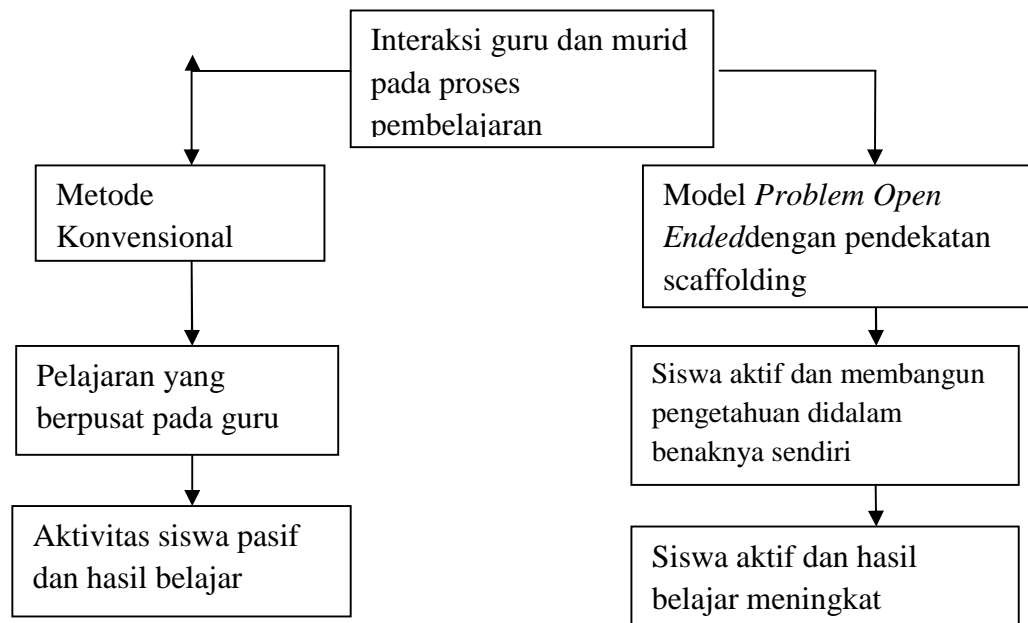 Interaksi guru dan murid
pada proses
pembelajaran
Metode
Konvensional
Pelajaran yang
berpusat pada guru
Aktivitas siswa pasif
dan hasil belajar
Model Problem Open
Endeddengan pendekatan
scaffolding
Siswa aktif dan membangun
pengetahuan didalam
benaknya sendiri
Siswa aktif dan hasil
belajar meningkat